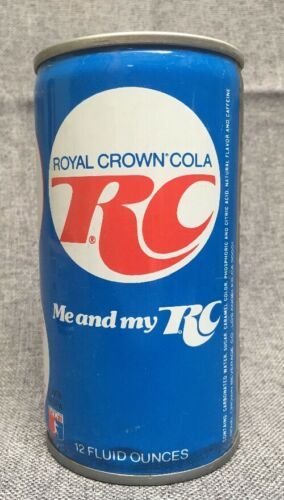 ROYAL CROWN® COLA
RC®
Me and my RC
12 FLUID OUNCES
CONTAINS CARBONATED WATER, SUGAR, CARAMEL COLOR, PHOSPHORIC AND CITRIC ACID, NATURAL FLAVOR AND CAFFEINE